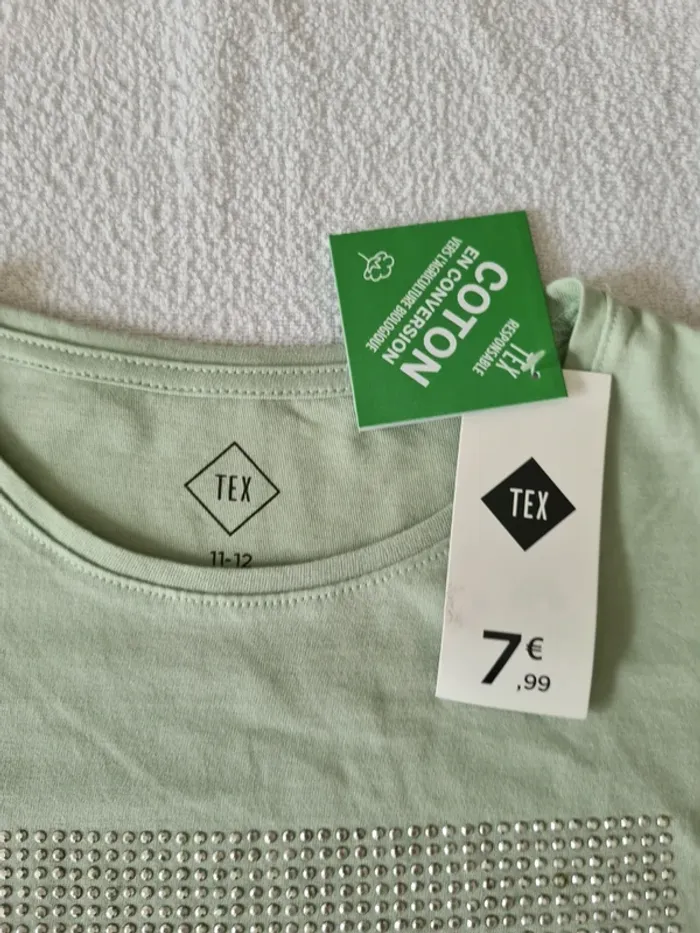 COTON
EN CONVERSION
VERS L'AGRICULTURE BIOLOGIQUE
TEX
RESPONSABLE
TEX
11-12
TEX
7€
,99